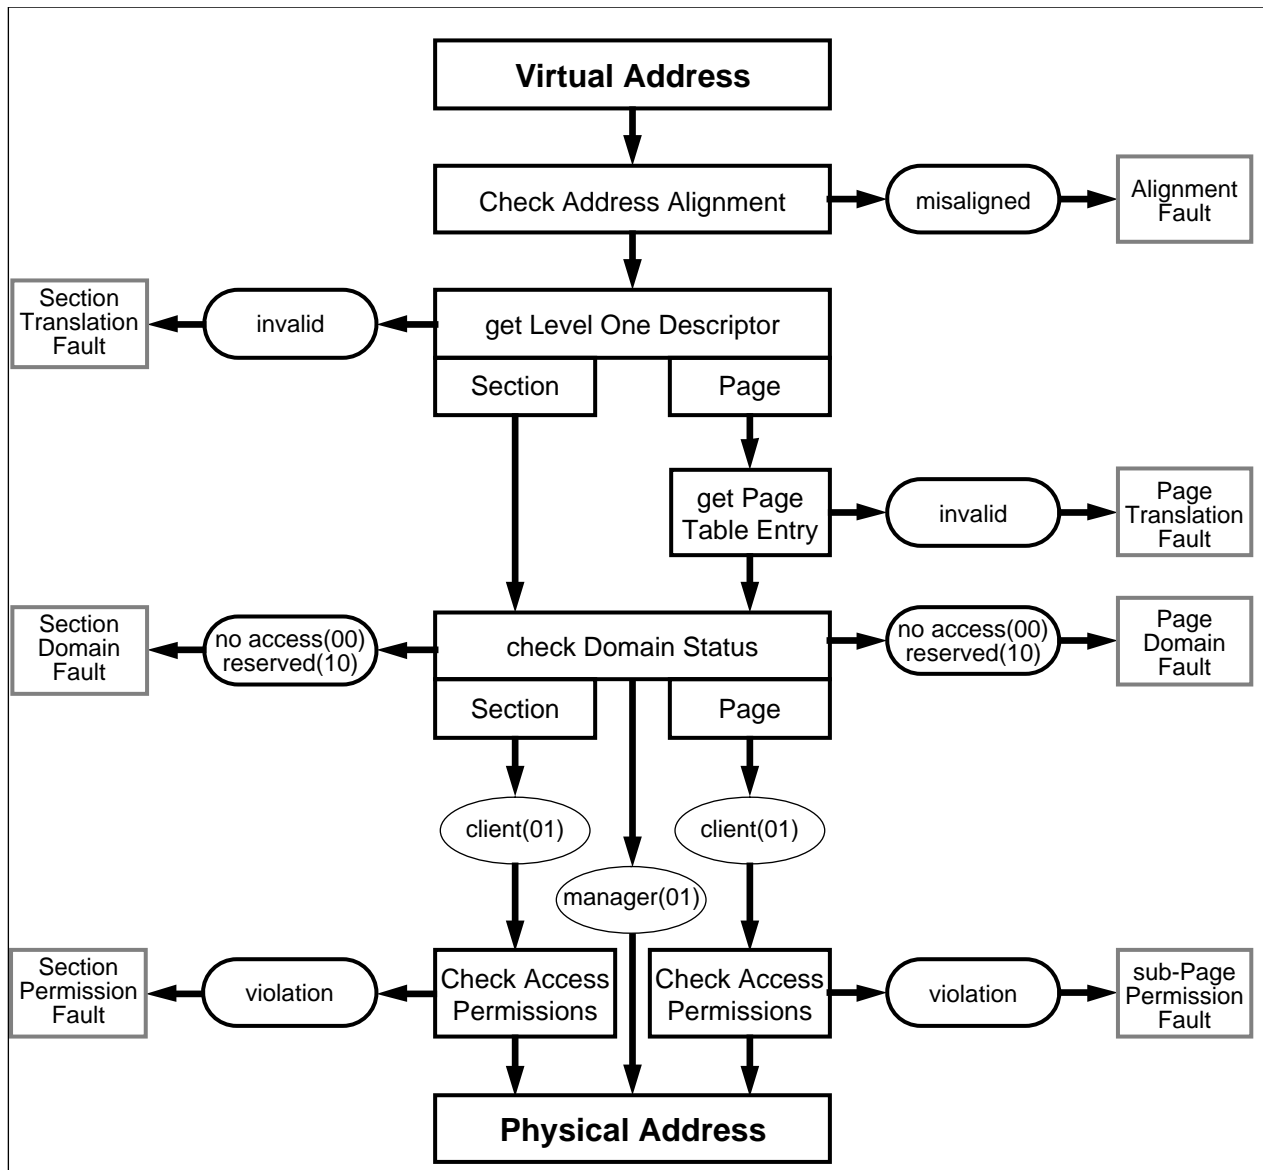 Virtual Address
Check Address Alignment
misaligned
Alignment
Fault
Section
Translation
Fault
invalid
get Level One Descriptor
Section
Page
get Page
Table Entry
invalid
Page
Translation
Fault
Section
Domain
Fault
no access(00)
reserved(10)
check Domain Status
no access(00)
reserved(10)
Page
Domain
Fault
Section
Page
client(01)
client(01)
manager(01)
Section
Permission
Fault
violation
Check Access
Permissions
Check Access
Permissions
violation
sub-Page
Permission
Fault
Physical Address